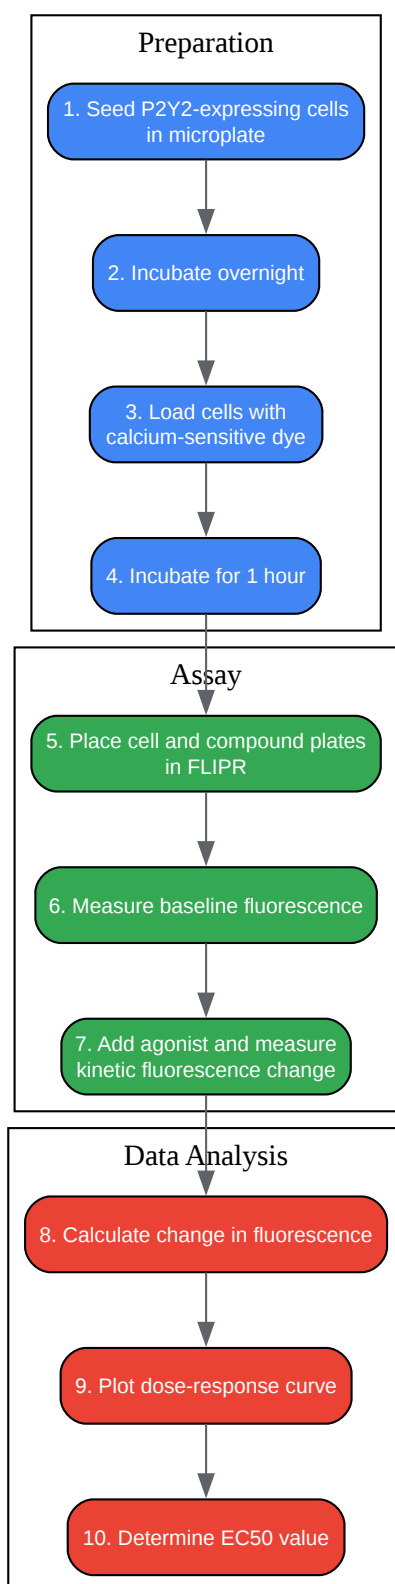 Preparation
1. Seed P2Y2-expressing cells
in microplate
2. Incubate overnight
3. Load cells with
calcium-sensitive dye
4. Incubate for 1 hour
Assay
5. Place cell and compound plates
in FLIPR
6. Measure baseline fluorescence
7. Add agonist and measure
kinetic fluorescence change
Data Analysis
8. Calculate change in fluorescence
9. Plot dose-response curve
10. Determine EC50 value